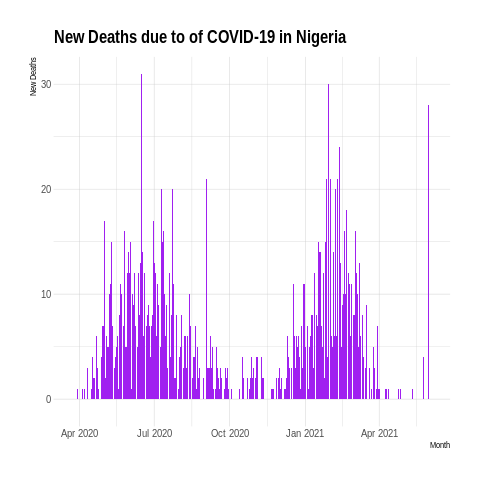 New Deaths due to of COVID-19 in Nigeria
New Deaths
30
20
10
0
Apr 2020 Jul 2020 Oct 2020 Jan 2021 Apr 2021
Month